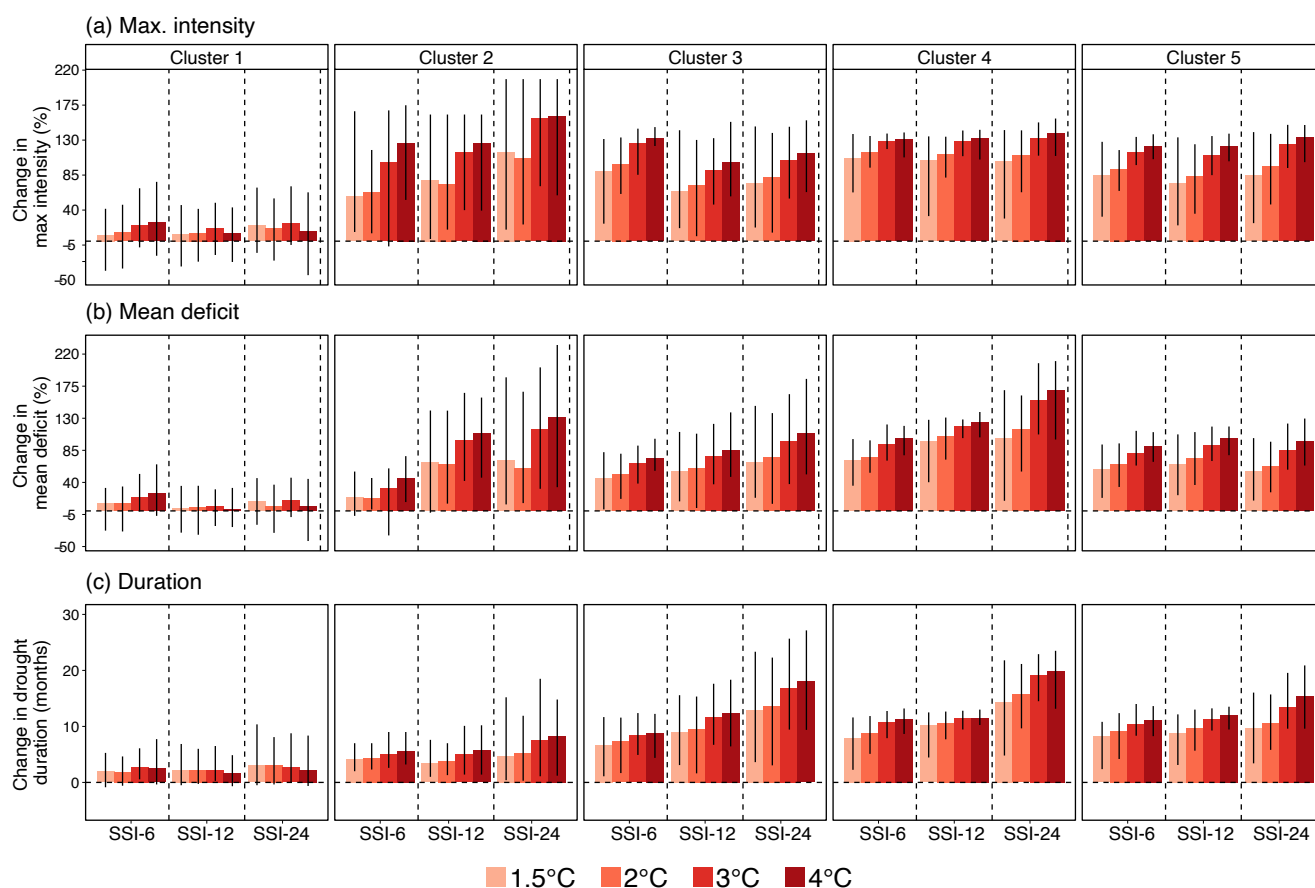 (a) Max. intensity
Cluster 1 Cluster 2 Cluster 3 Cluster 4 Cluster 5
Change in
max intensity (%)
220
175
130
85
40
-5
-50
(b) Mean deficit
Change in
mean deficit (%)
220
175
130
85
40
-5
-50
(c) Duration
Change in drought
duration (months)
30
20
10
0
SSI-6 SSI-12 SSI-24 SSI-6 SSI-12 SSI-24 SSI-6 SSI-12 SSI-24 SSI-6 SSI-12 SSI-24 SSI-6 SSI-12 SSI-24
1.5°C 2°C 3°C 4°C